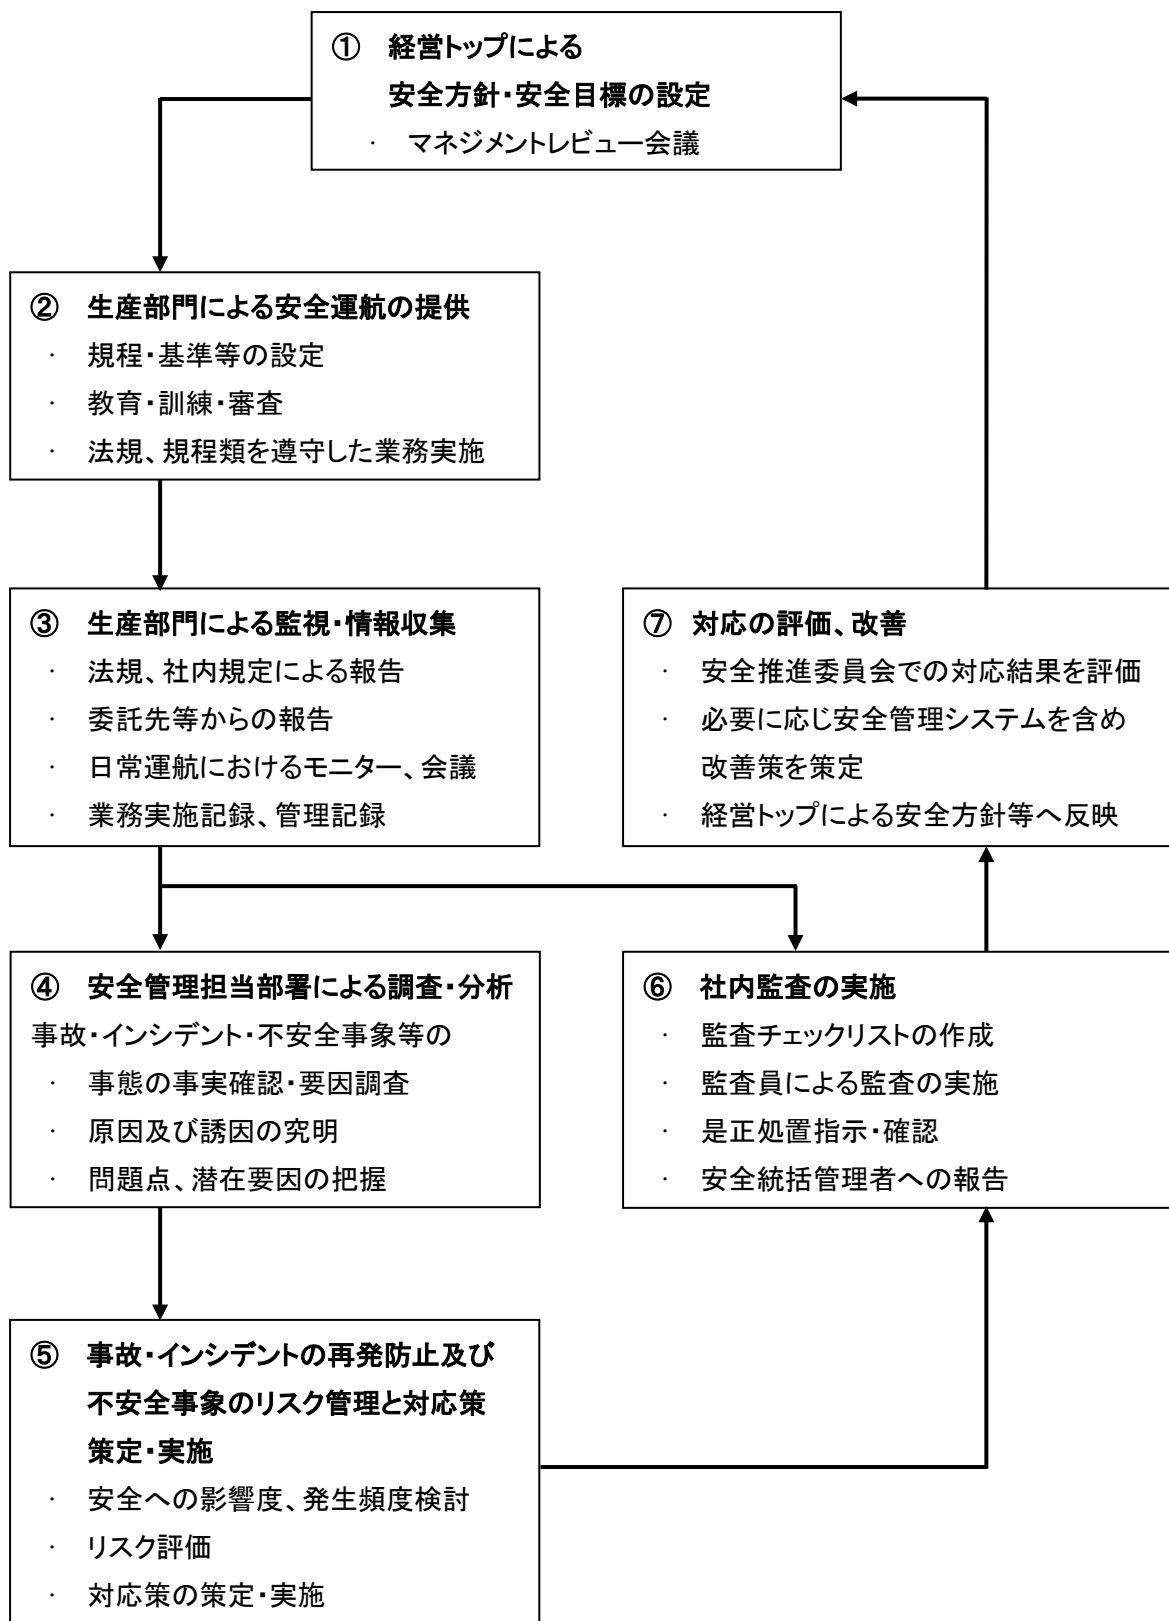 ① 経営トップによる
安全方針・安全目標の設定
・ マネジメントレビュー会議
② 生産部門による安全運航の提供
・ 規程・基準等の設定
・ 教育・訓練・審査
・ 法規、規程類を遵守した業務実施
③ 生産部門による監視・情報収集
・ 法規、社内規定による報告
・ 委託先等からの報告
・ 日常運航におけるモニター、会議
・ 業務実施記録、管理記録
④ 安全管理担当部署による調査・分析
事故・インシデント・不安全事象等の
・ 事態の事実確認・要因調査
・ 原因及び誘因の究明
・ 問題点、潜在要因の把握
⑤ 事故・インシデントの再発防止及び
不安全事象のリスク管理と対応策
策定・実施
・ 安全への影響度、発生頻度検討
・ リスク評価
・ 対応策の策定・実施
⑥ 社内監査の実施
・ 監査チェックリストの作成
・ 監査員による監査の実施
・ 是正処置指示・確認
・ 安全統括管理者への報告
⑦ 対応の評価、改善
・ 安全推進委員会での対応結果を評価
・ 必要に応じ安全管理システムを含め
改善策を策定
・ 経営トップによる安全方針等へ反映